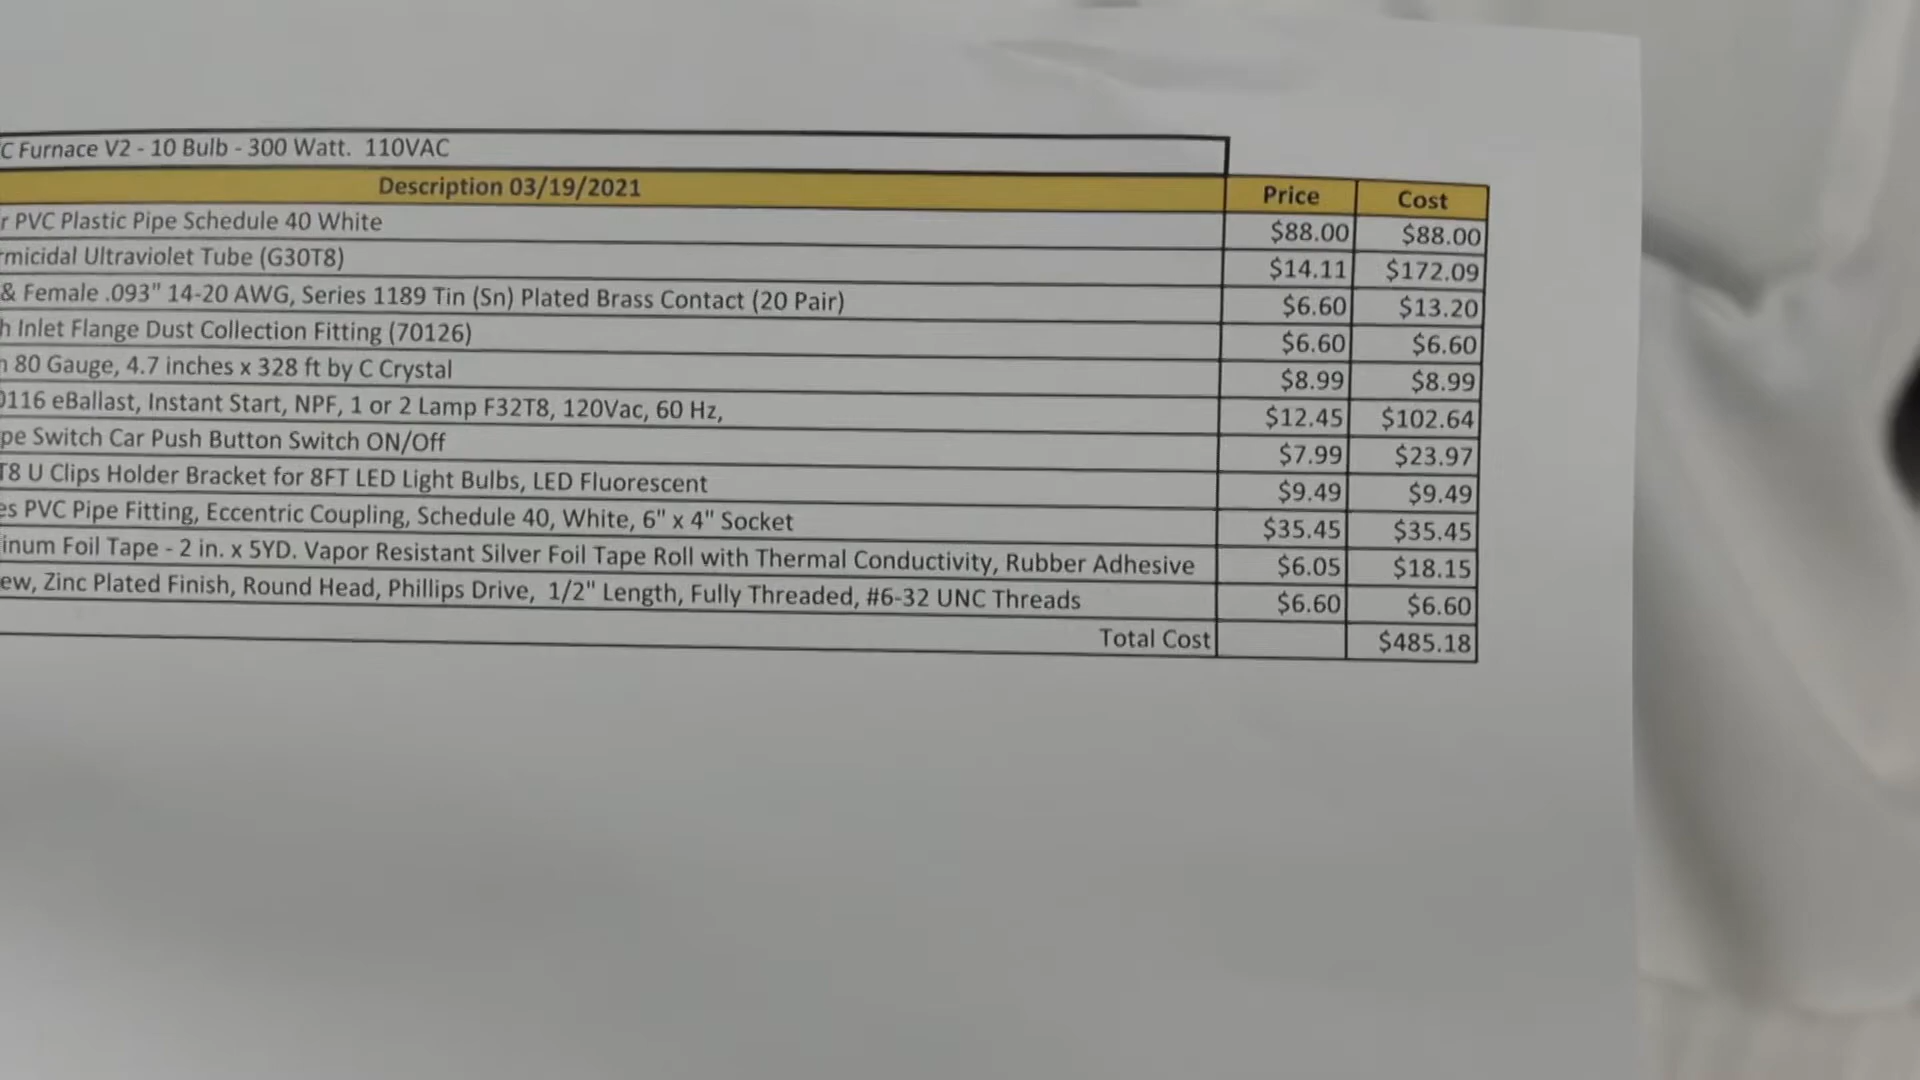 C Furnace V2 - 10 Bulb - 300 Watt. 110VAC
Description 03/19/2021 Price Cost
r PVC Plastic Pipe Schedule 40 White $88.00 $88.00
rmicidal Ultraviolet Tube (G30T8) $14.11 $172.09
& Female .093" 14-20 AWG, Series 1189 Tin (Sn) Plated Brass Contact (20 Pair) $6.60 $13.20
h Inlet Flange Dust Collection Fitting (70126) $6.60 $6.60
80 Gauge, 4.7 inches x 328 ft by C Crystal $8.99 $8.99
0116 eBallast, Instant Start, NPF, 1 or 2 Lamp F32T8, 120Vac, 60 Hz, $12.45 $102.64
pe Switch Car Push Button Switch ON/Off $7.99 $23.97
T8 U Clips Holder Bracket for 8FT LED Light Bulbs, LED Fluorescent $9.49 $9.49
es PVC Pipe Fitting, Eccentric Coupling, Schedule 40, White, 6" x 4" Socket $35.45 $35.45
inum Foil Tape - 2 in. x 5YD. Vapor Resistant Silver Foil Tape Roll with Thermal Conductivity, Rubber Adhesive $6.05 $18.15
ew, Zinc Plated Finish, Round Head, Phillips Drive, 1/2" Length, Fully Threaded, #6-32 UNC Threads $6.60 $6.60
Total Cost $485.18